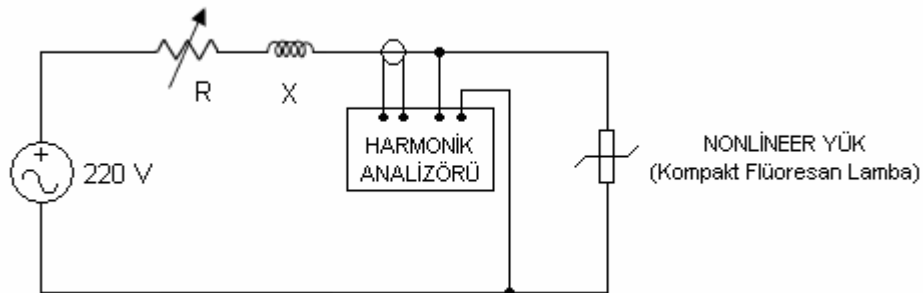 R
X
220 V
HARMONİK
ANALİZÖRÜ
NONLİNEER YÜK
(Kompakt Flüoresan Lamba)